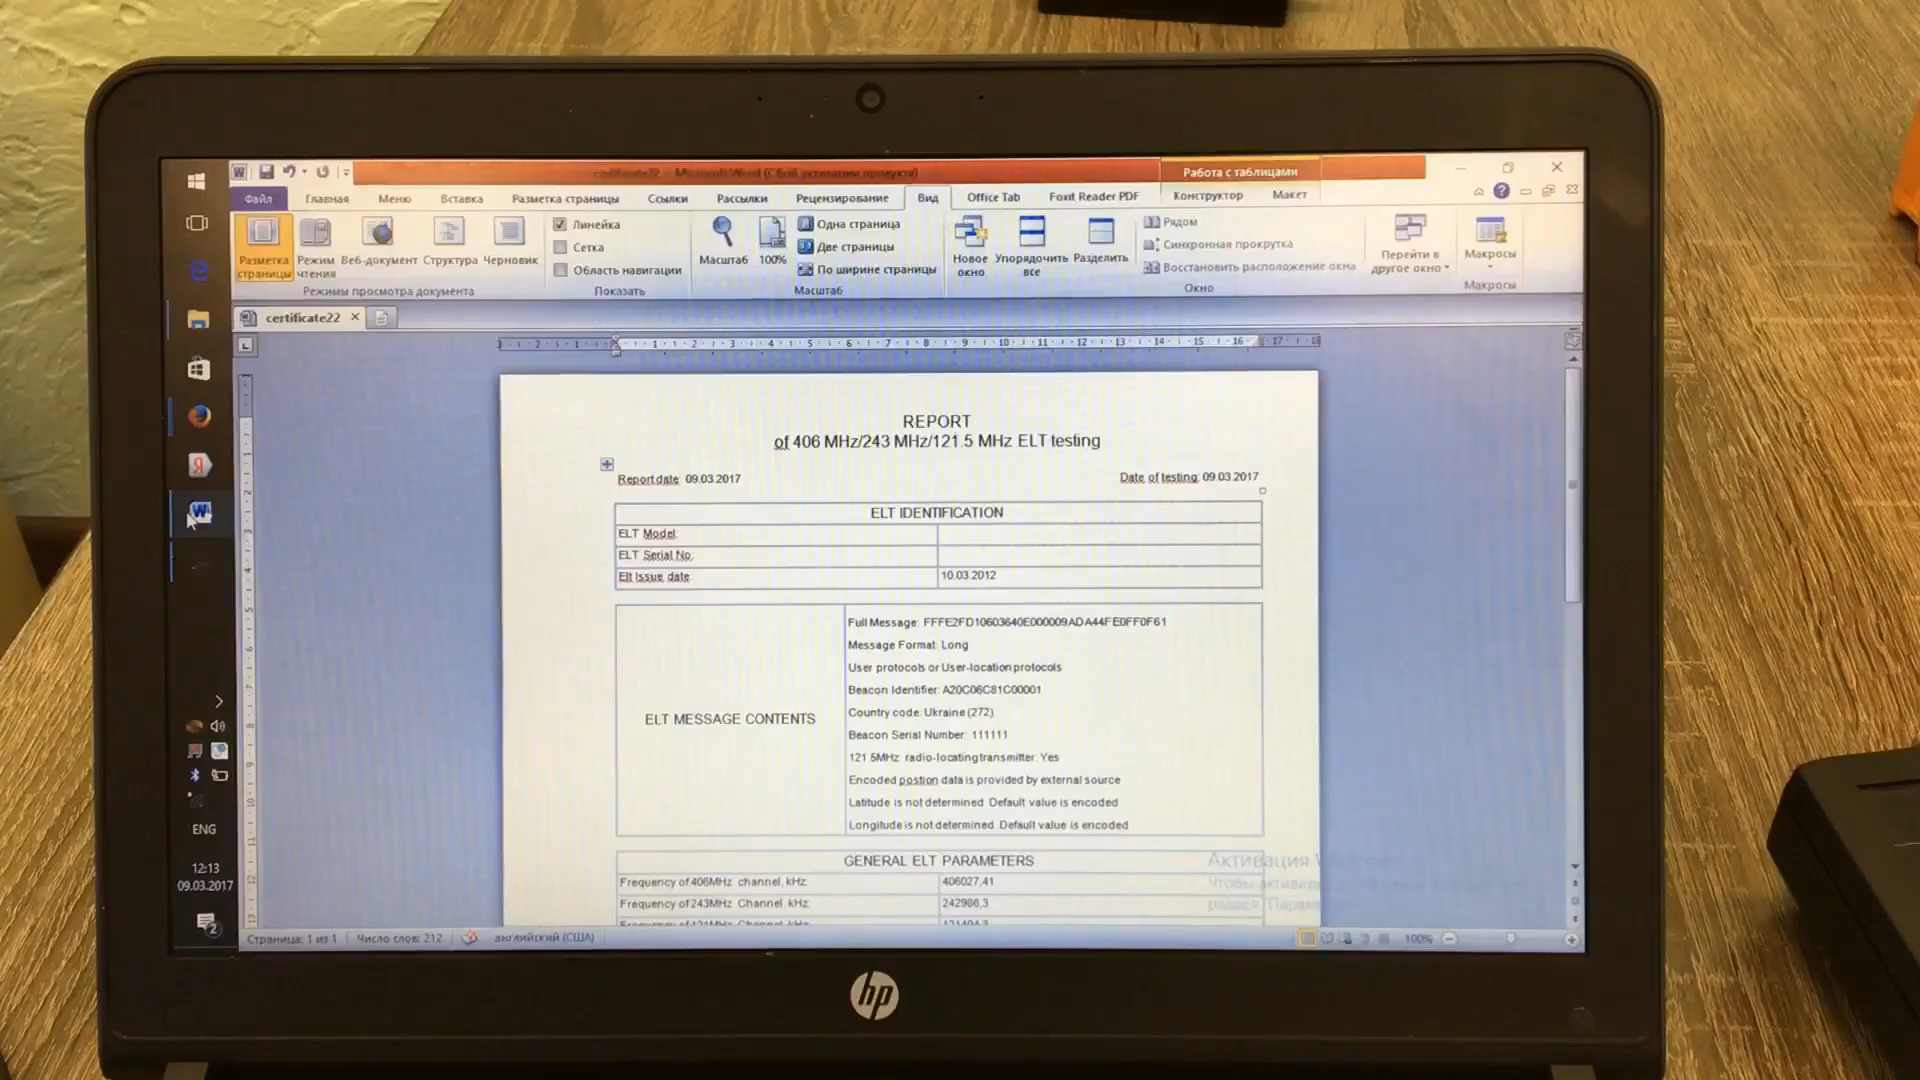 certificate22 - Microsoft Word (Сбой активации продукта)
Работа с таблицами
Файл Главная Меню Вставка Разметка страницы Ссылки Рассылки Рецензирование Вид Office Tab Foxit Reader PDF Конструктор Макет
Разметка страницы
Режим чтения
Веб-документ
Структура
Черновик
Режимы просмотра документа
Линейка
Сетка
Область навигации
Показать
Масштаб
100%
Одна страница
Две страницы
По ширине страницы
Масштаб
Новое окно
Упорядочить все
Разделить
Рядом
Синхронная прокрутка
Восстановить расположение окна
Окно
Перейти в другое окно
Макросы
Макросы
certificate22
REPORT
of 406 MHz/243 MHz/121.5 MHz ELT testing
Report date: 09.03.2017
Date of testing: 09.03.2017
ELT IDENTIFICATION
ELT Model:
ELT Serial No.:
Elt Issue date: 10.03.2012
ELT MESSAGE CONTENTS
Full Message: FFFE2FD10603640E000009ADA44FE0FF0F61
Message Format: Long
User protocols or User-location protocols
Beacon Identifier: A20C06C81C00001
Country code: Ukraine (272)
Beacon Serial Number: 111111
121.5MHz radio-locating transmitter: Yes
Encoded postion data is provided by external source
Latitude is not determined. Default value is encoded
Longitude is not determined. Default value is encoded
GENERAL ELT PARAMETERS
Frequency of 406MHz channel, kHz: 406027,41
Frequency of 243MHz Channel, kHz: 242986,3
Активация
ENG
12:13
09.03.2017
2
Страница: 1 из 1 Число слов: 212 английский (США) 100%
hp